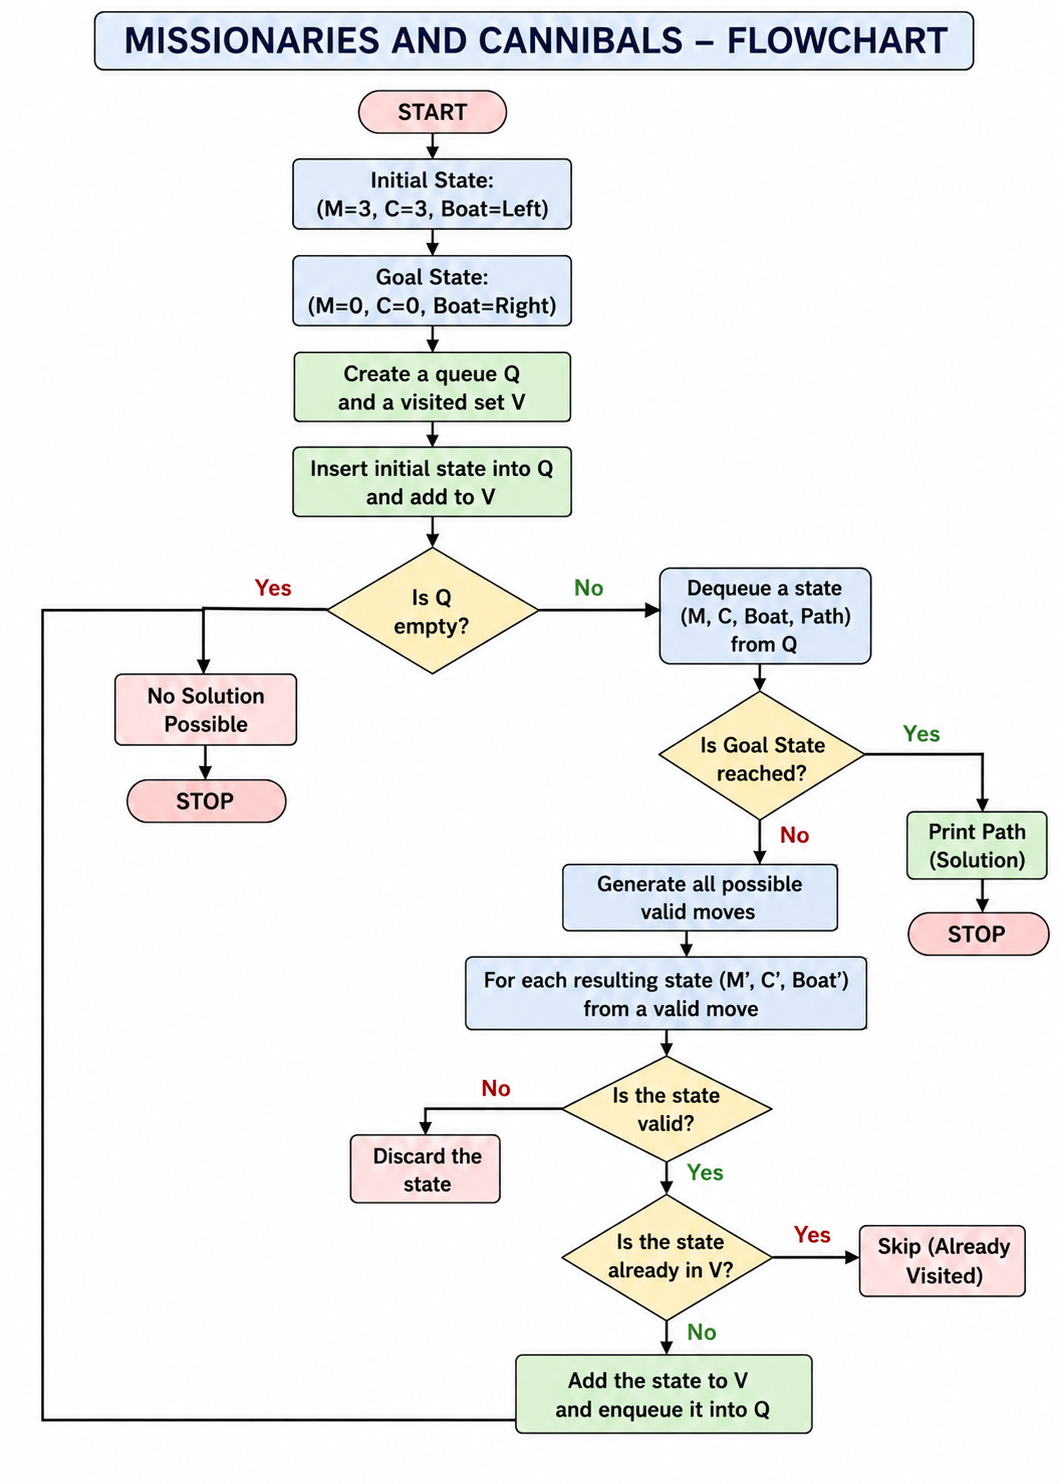 MISSIONARIES AND CANNIBALS – FLOWCHART
START
Initial State:
(M=3, C=3, Boat=Left)
Goal State:
(M=0, C=0, Boat=Right)
Create a queue Q
and a visited set V
Insert initial state into Q
and add to V
Is Q
empty?
Yes
No
No Solution
Possible
STOP
Dequeue a state
(M, C, Boat, Path)
from Q
Is Goal State
reached?
Yes
Print Path
(Solution)
STOP
No
Generate all possible
valid moves
For each resulting state (M’, C’, Boat’)
from a valid move
Is the state
valid?
No
Discard the
state
Yes
Is the state
already in V?
Yes
Skip (Already
Visited)
No
Add the state to V
and enqueue it into Q